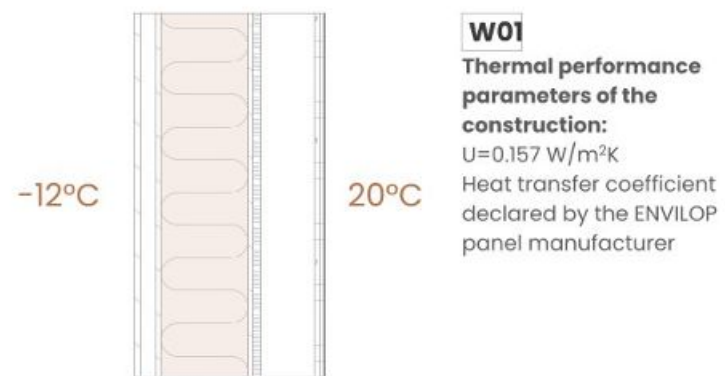 W01
Thermal performance
parameters of the
construction:
U=0.157 W/m²K
Heat transfer coefficient
declared by the ENVILOP
panel manufacturer
-12°C
20°C